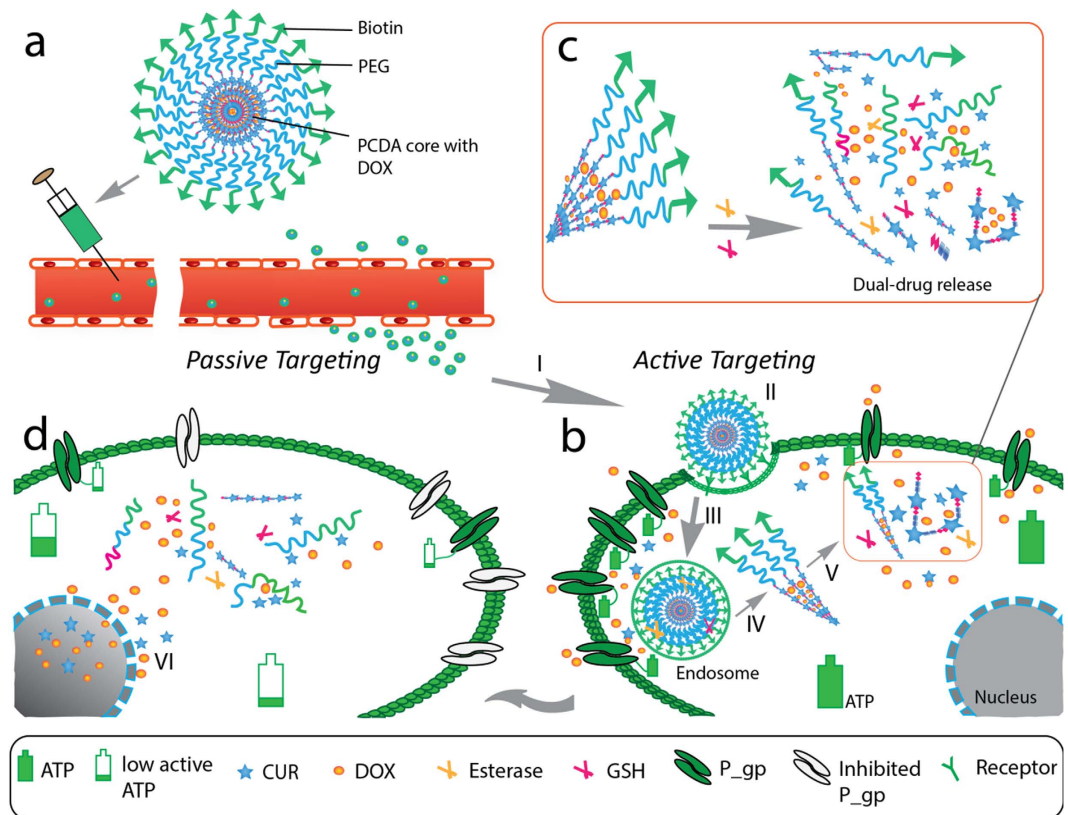 a
Biotin
PEG
PCDA core with
DOX
c
Dual-drug release
Passive Targeting
I
Active Targeting
d
VI
b
II
III
IV
V
Endosome
ATP
Nucleus
ATP
low active
ATP
CUR
DOX
Esterase
GSH
P_gp
Inhibited
P_gp
Receptor